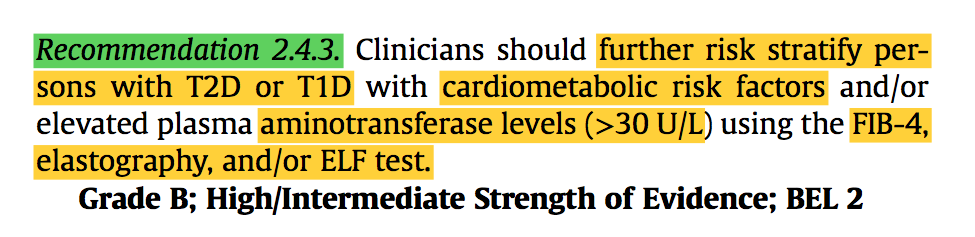 Recommendation 2.4.3. Clinicians should further risk stratify per-
sons with T2D or T1D with cardiometabolic risk factors and/or
elevated plasma aminotransferase levels (>30 U/L) using the FIB-4,
elastography, and/or ELF test.
Grade B; High/Intermediate Strength of Evidence; BEL 2